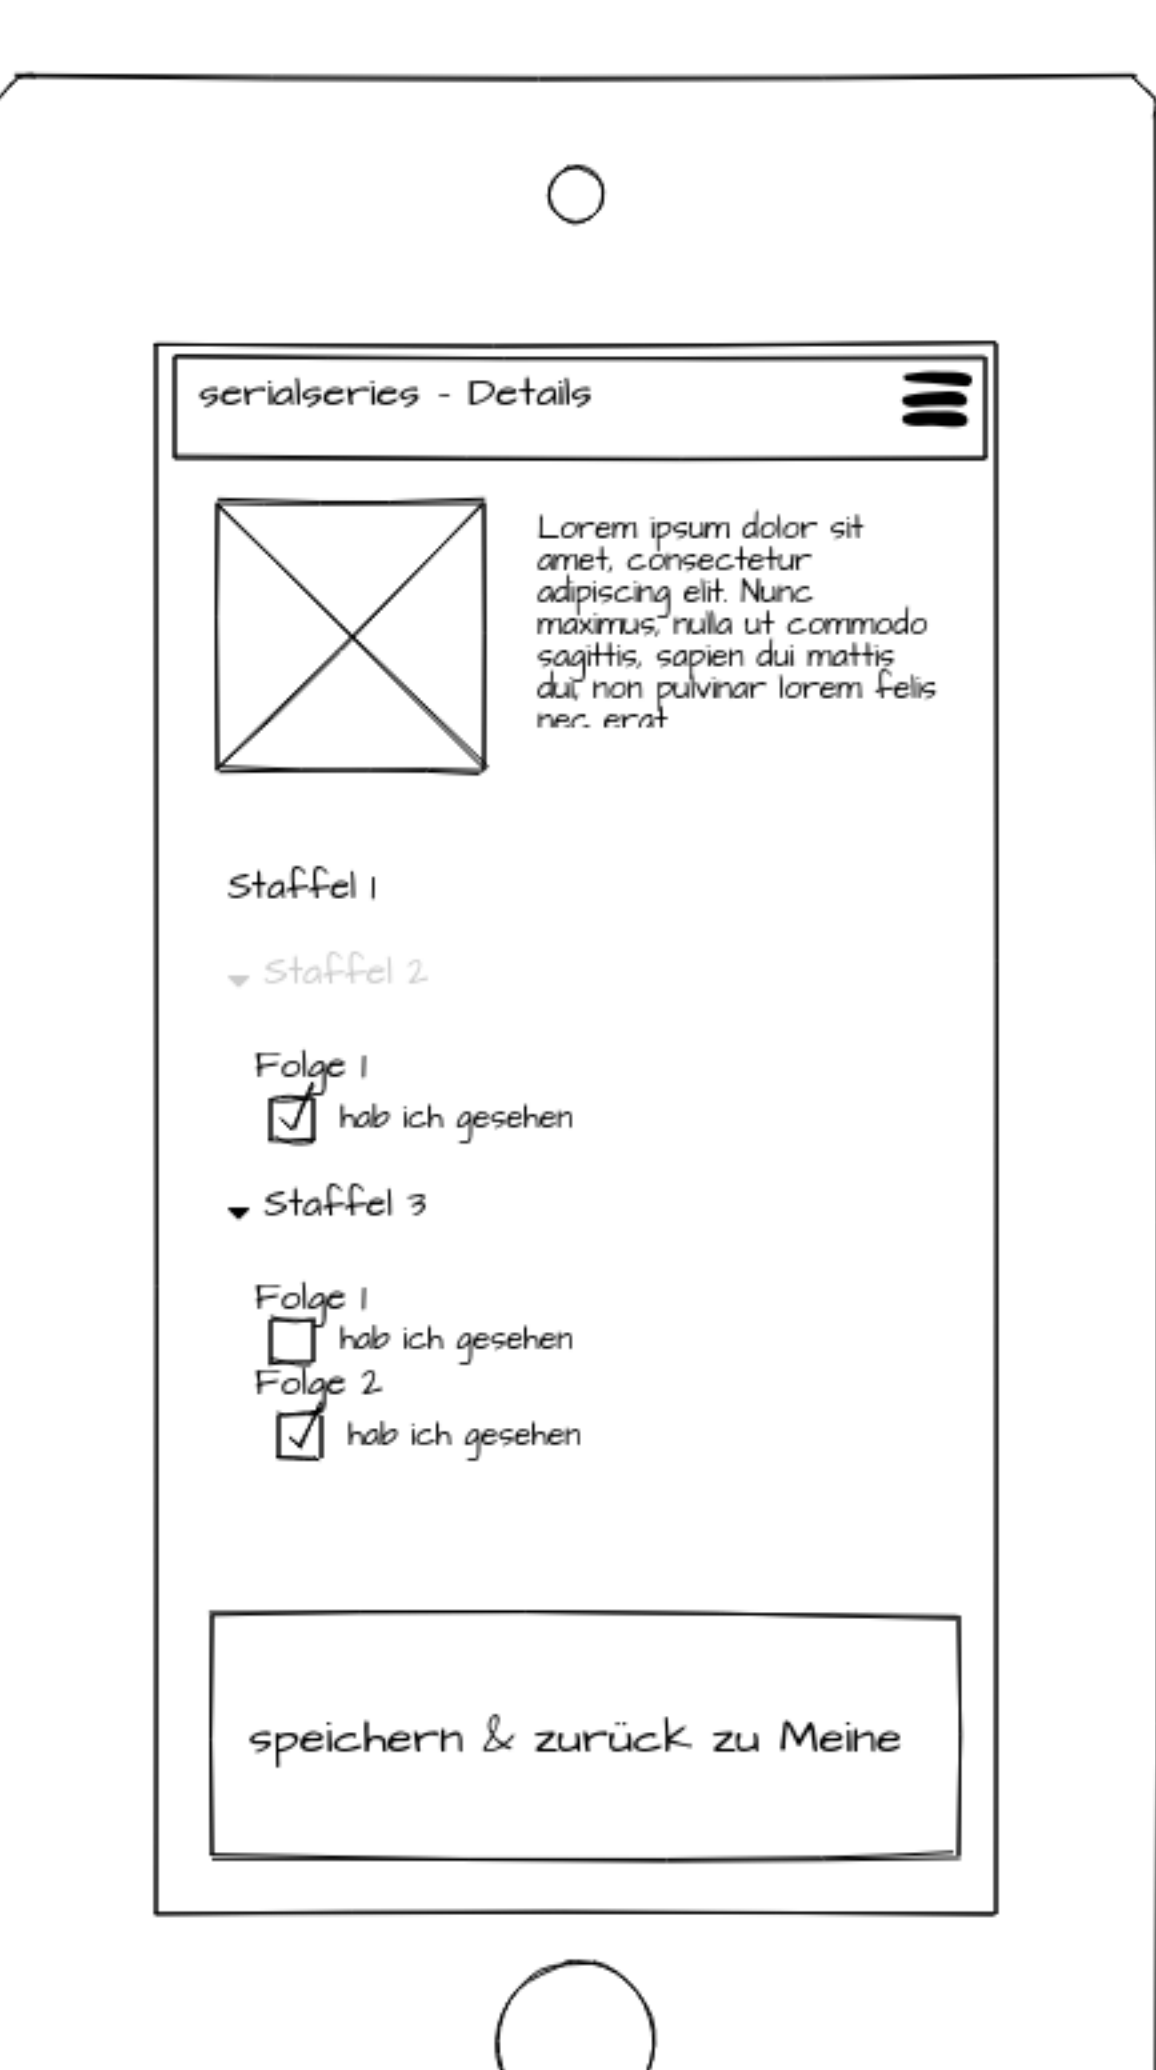 serialseries - Details
Lorem ipsum dolor sit
amet, consectetur
adipiscing elit. Nunc
maximus, nulla ut commodo
sagittis, sapien dui mattis
dui, non pulvinar lorem felis
nec erat
Staffel 1
Staffel 2
Folge 1
hab ich gesehen
Staffel 3
Folge 1
hab ich gesehen
Folge 2
hab ich gesehen
speichern & zurück zu Meine